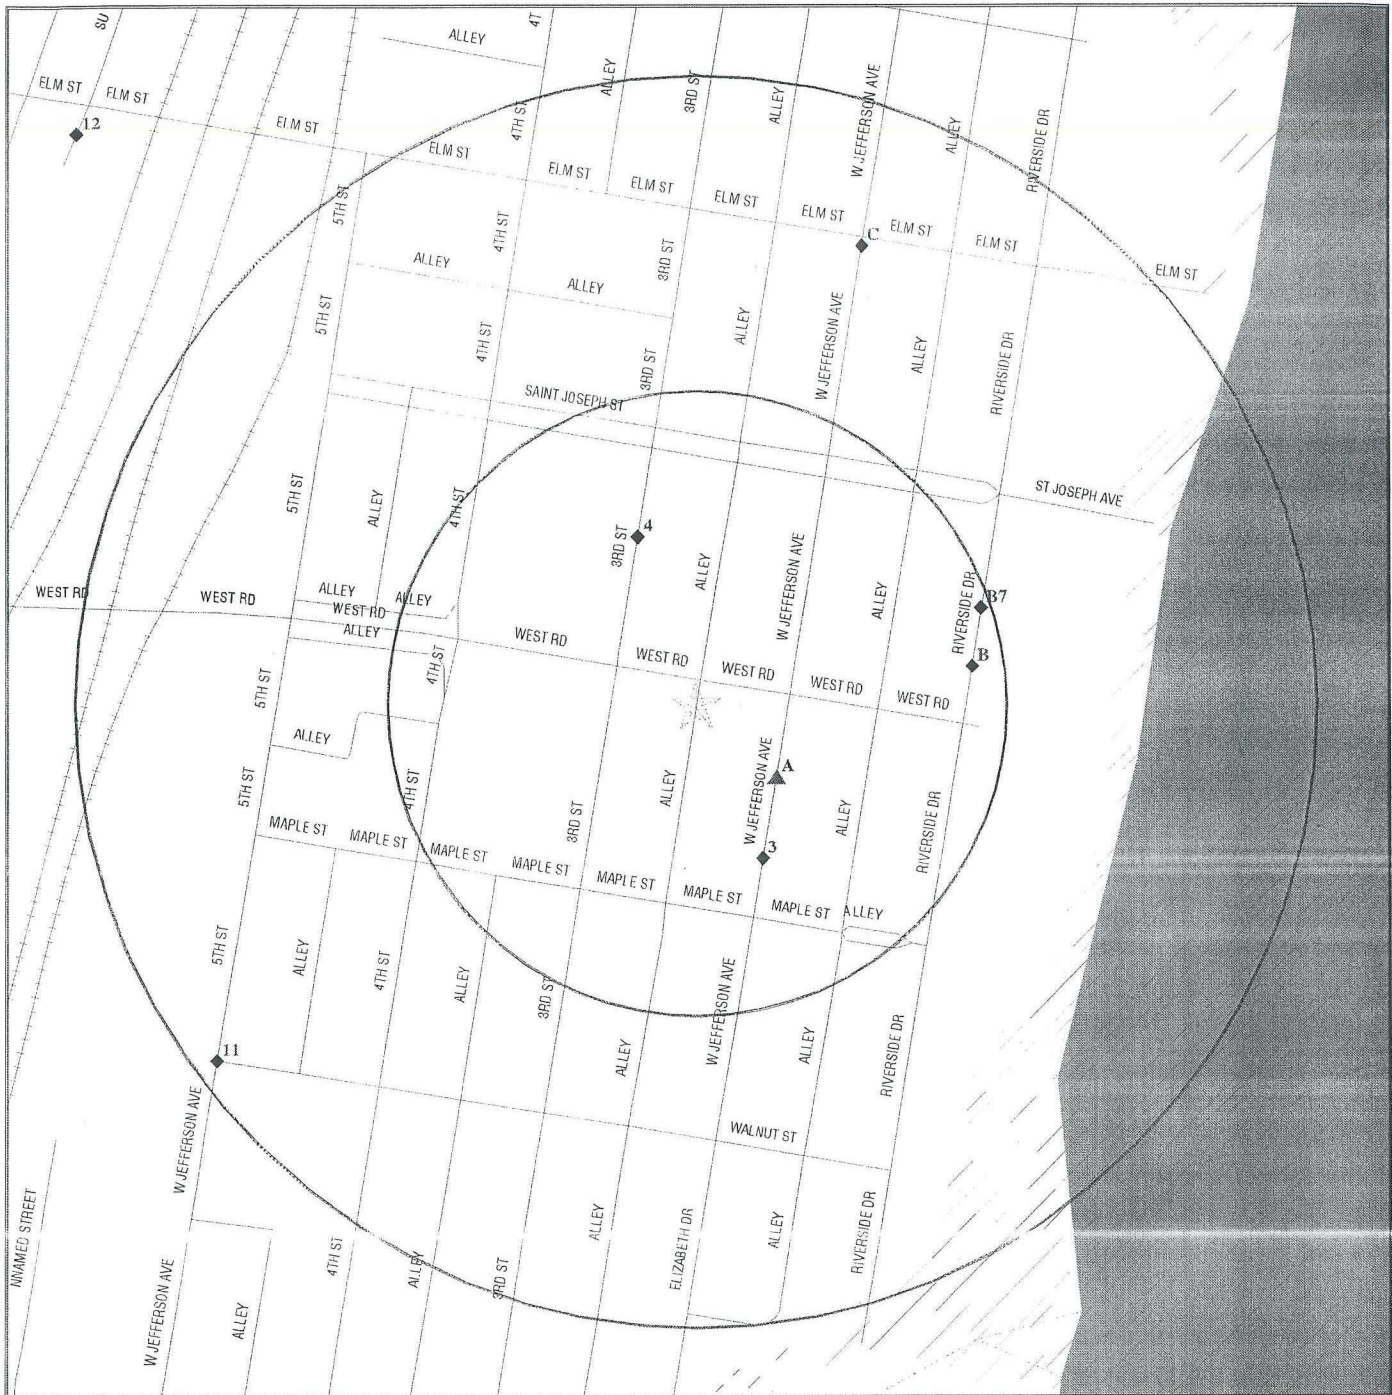 SU
4T
ALLEY
ALLEY
3RD ST
ALLEY
W JEFFERSON AVE
ALLEY
RIVERSIDE DR
ELM ST
ELM ST
12
ELM ST
4TH ST
ELM ST
ELM ST
ELM ST
ELM ST
ELM ST
ELM ST
ELM ST
ELM ST
C
5TH ST
4TH ST
3RD ST
ALLEY
ALLEY
5TH ST
4TH ST
ALLEY
W JEFFERSON AVE
ALLEY
RIVERSIDE DR
3RD ST
SAINT JOSEPH ST
ST JOSEPH AVE
5TH ST
ALLEY
4TH ST
4
3RD ST
ALLEY
W JEFFERSON AVE
ALLEY
RIVERSIDE DR
B7
B
WEST RD
WEST RD
ALLEY
ALLEY
WEST RD
ALLEY
WEST RD
WEST RD
WEST RD
WEST RD
WEST RD
5TH ST
4TH ST
ALLEY
5TH ST
4TH ST
3RD ST
ALLEY
W JEFFERSON AVE
A
3
ALLEY
RIVERSIDE DR
MAPLE ST
MAPLE ST
MAPLE ST
MAPLE ST
MAPLE ST
MAPLE ST
MAPLE ST
ALLEY
5TH ST
ALLEY
4TH ST
ALLEY
3RD ST
ALLEY
W JEFFERSON AVE
ALLEY
RIVERSIDE DR
11
WALNUT ST
W JEFFERSON AVE
NNAMED STREET
W JEFFERSON AVE
ALLEY
4TH ST
ALLEY
3RD ST
ALLEY
ELIZABETH DR
ALLEY
RIVERSIDE DR